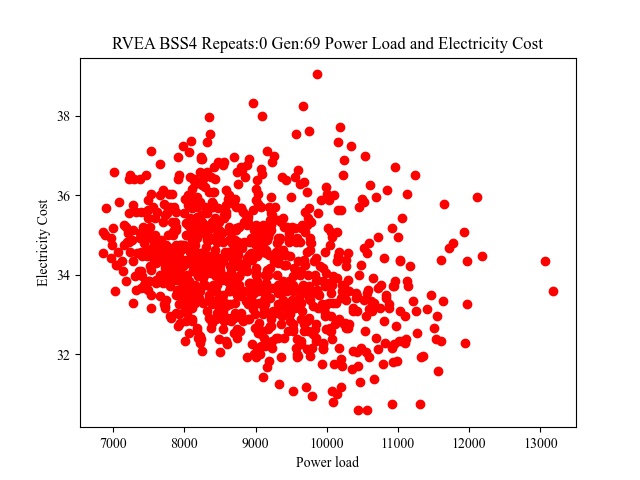 RVEA BSS4 Repeats:0 Gen:69 Power Load and Electricity Cost
38
36
34
32
Electricity Cost
7000 8000 9000 10000 11000 12000 13000
Power load